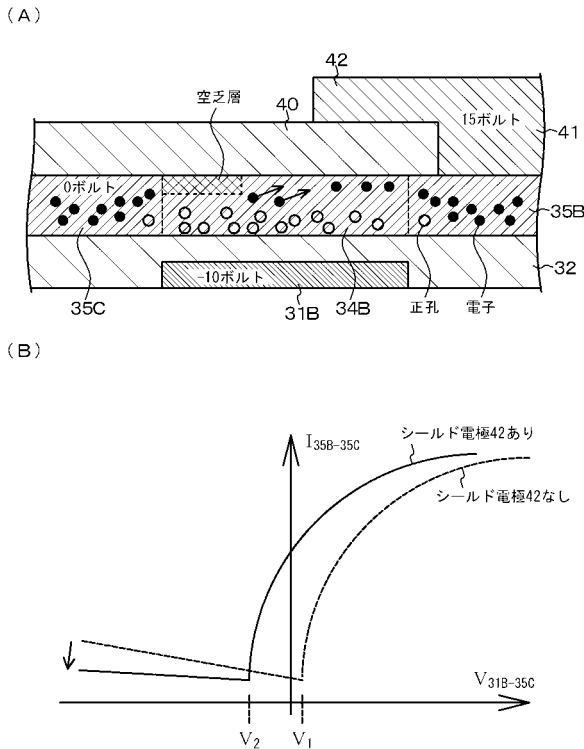 (A)
42
空乏層
40
15ボルト
41
0ボルト
35B
-10ボルト
32
35C
31B
34B
正孔
電子
(B)
I35B-35C
シールド電極42あり
シールド電極42なし
V31B-35C
V2
V1